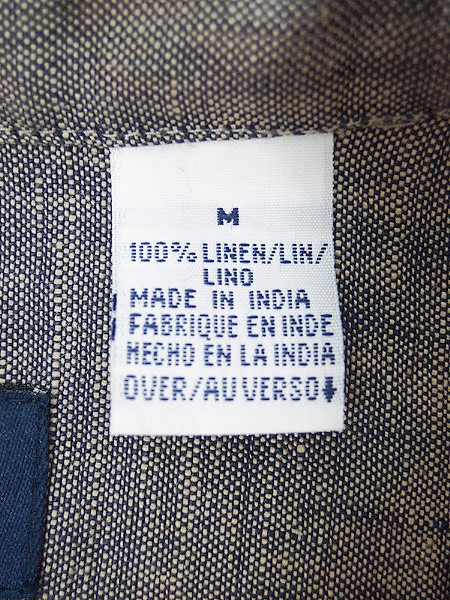 M
100% LINEN/LIN/
LINO
MADE IN INDIA
FABRIQUE EN INDE
HECHO EN LA INDIA
OVER/AU VERSO